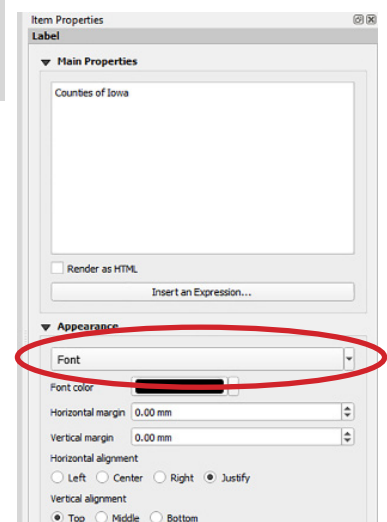 Item Properties
Label
Main Properties
Counties of Iowa
Render as HTML
Insert an Expression...
Appearance
Font
Font color
Horizontal margin 0.00 mm
Vertical margin 0.00 mm
Horizontal alignment
Left Center Right Justify
Vertical alignment
Top Middle Bottom